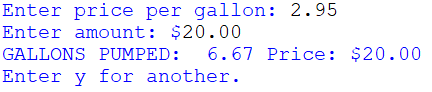 Enter price per gallon: 2.95
Enter amount: $20.00
GALLONS PUMPED:  6.67 Price: $20.00
Enter y for another.